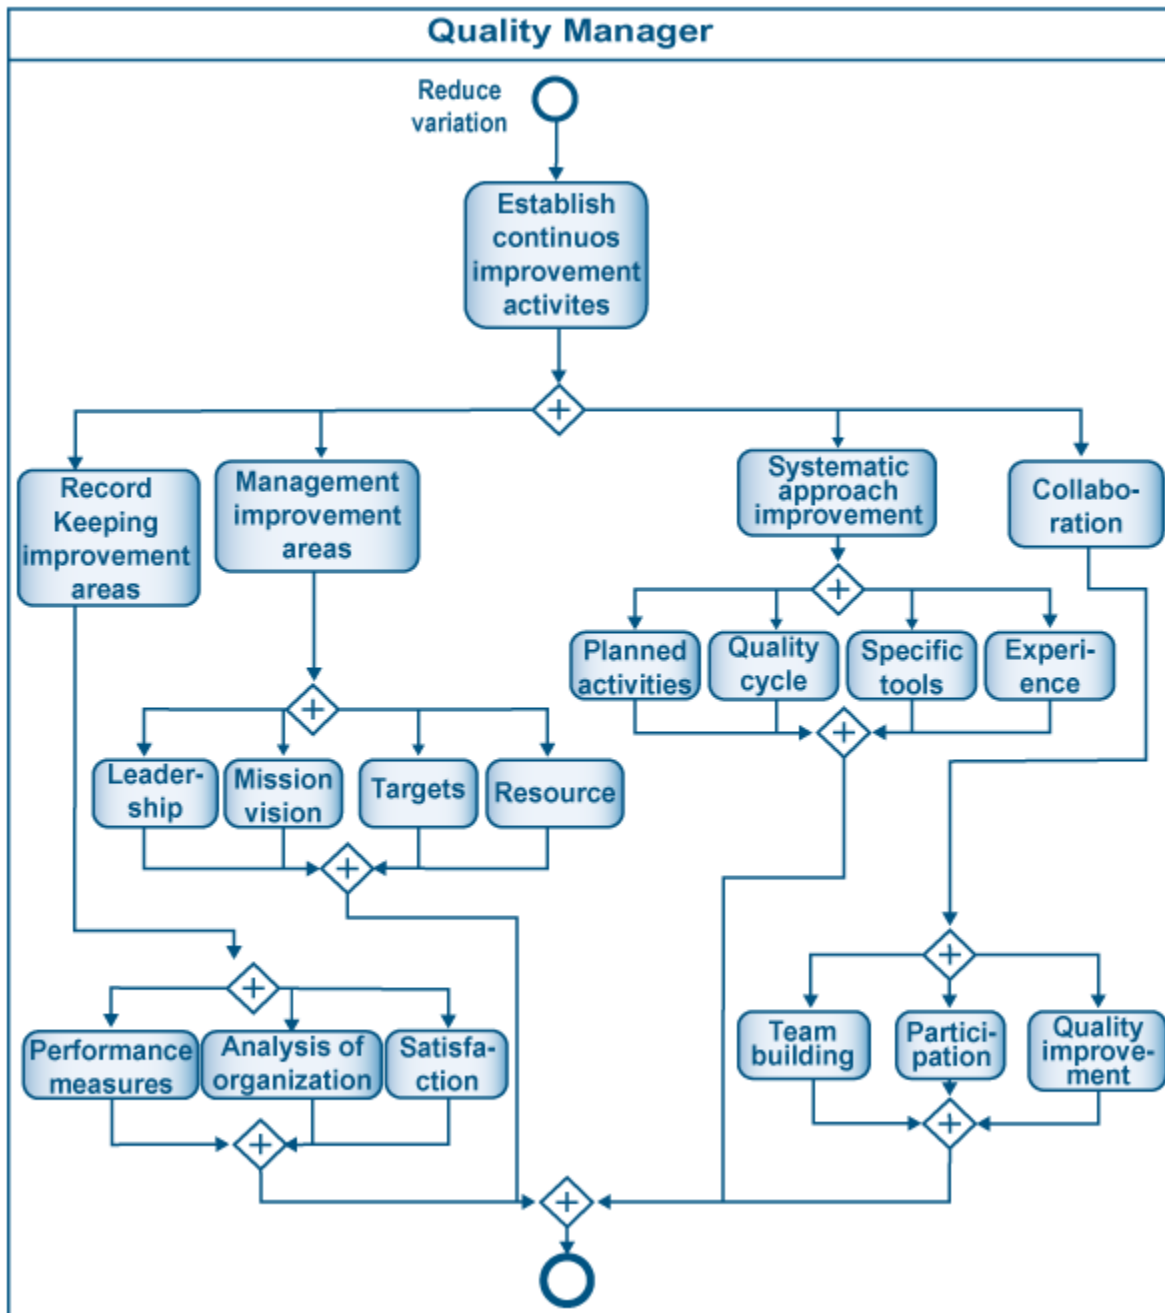 Quality Manager
Reduce
variation
Establish
continuos
improvement
activites
Record
Keeping
improvement
areas
Management
improvement
areas
Systematic
approach
improvement
Collabo-
ration
Planned
activities
Quality
cycle
Specific
tools
Experi-
ence
Leader-
ship
Mission
vision
Targets
Resource
Performance
measures
Analysis of
organization
Satisfa-
ction
Team
building
Partici-
pation
Quality
improve-
ment